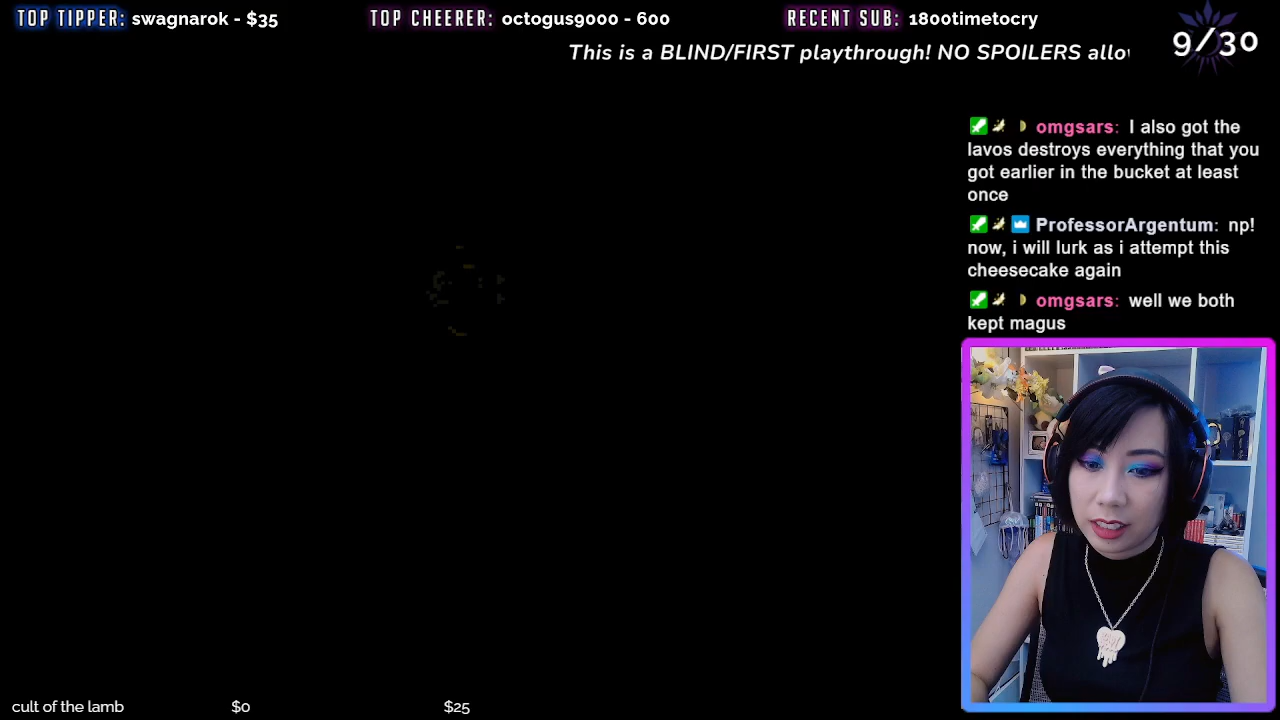 TOP TIPPER: swagnarok - $35
TOP CHEERER: octogus9000 - 600
RECENT SUB: 1800timetocry
This is a BLIND/FIRST playthrough! NO SPOILERS allo
9/30
omgsars: I also got the
lavos destroys everything that you
got earlier in the bucket at least
once
ProfessorArgentum: np!
now, i will lurk as i attempt this
cheesecake again
omgsars: well we both
kept magus
cult of the lamb $0 $25